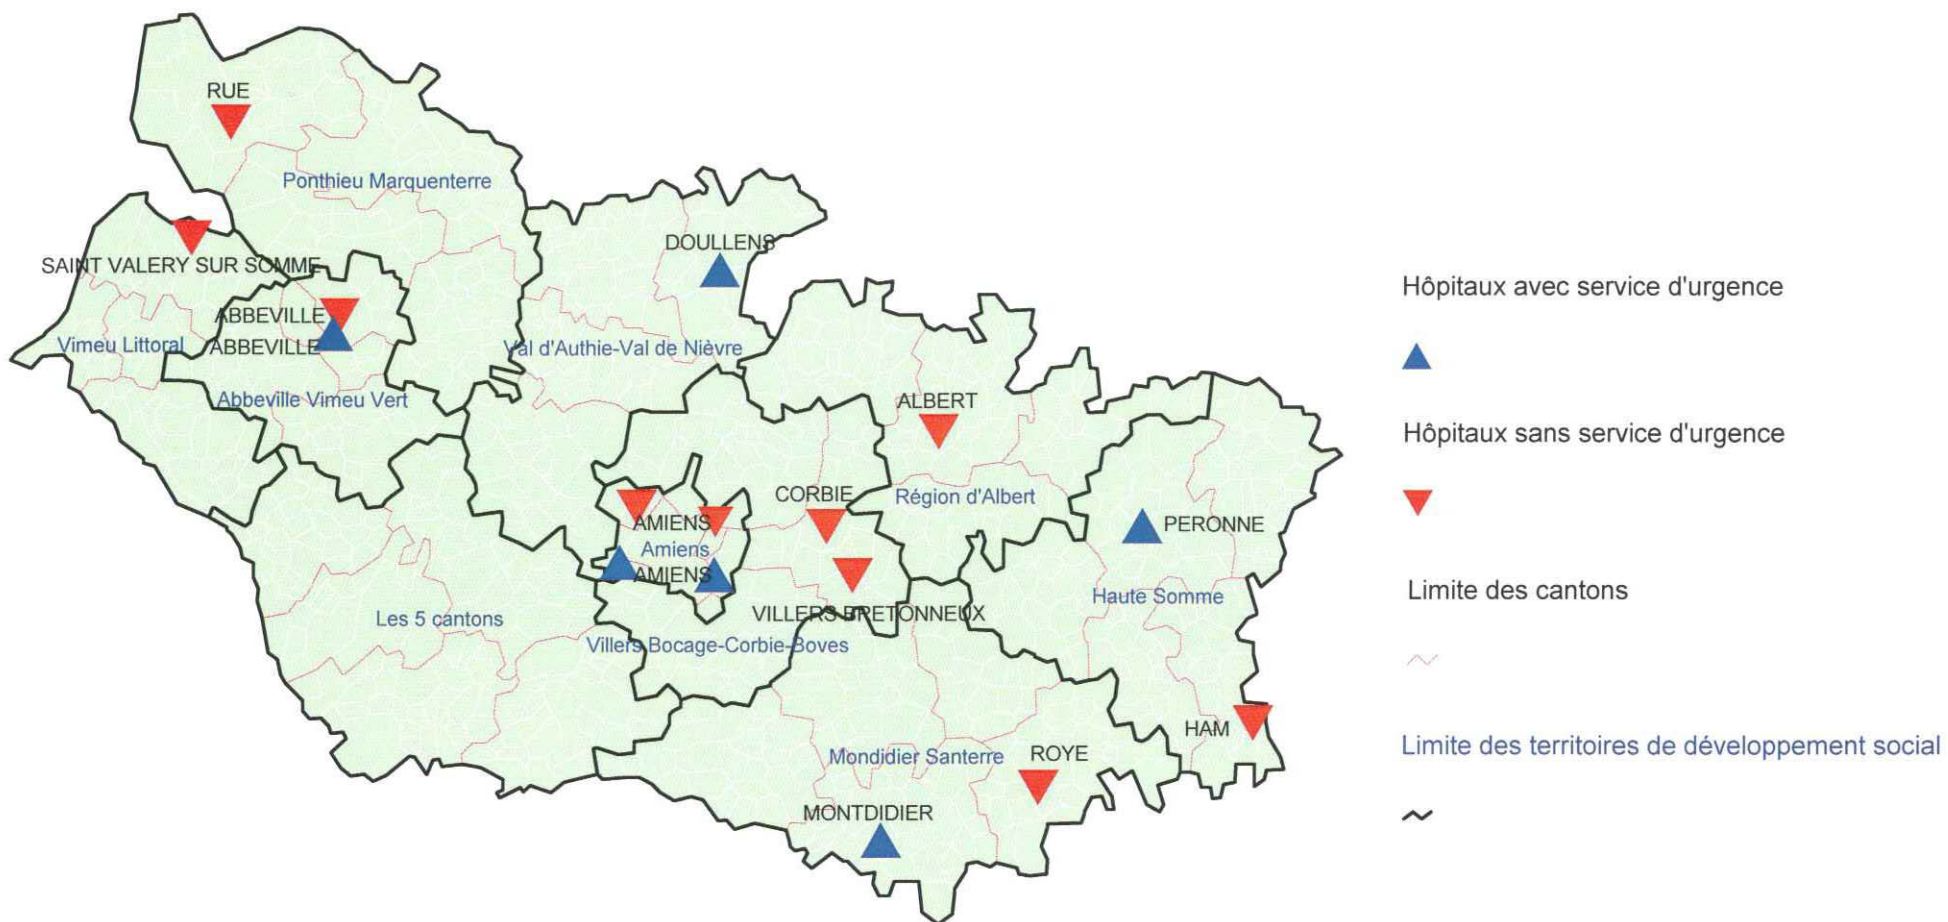 RUE
Ponthieu Marquenterre
DOULLENS
SAINT VALERY SUR SOMME
ABBEVILLE
ABBEVILLE
Vimeu Littoral
Val d'Authie-Val de Nièvre
Abbeville Vimeu Vert
ALBERT
CORBIE
Région d'Albert
AMIENS
PERONNE
Amiens
AMIENS
Haute Somme
Les 5 cantons
VILLERS BRETONNEUX
Villers Bocage-Corbie-Boves
HAM
Mondidier Santerre
ROYE
MONTDIDIER
Hôpitaux avec service d'urgence
Hôpitaux sans service d'urgence
Limite des cantons
Limite des territoires de développement social